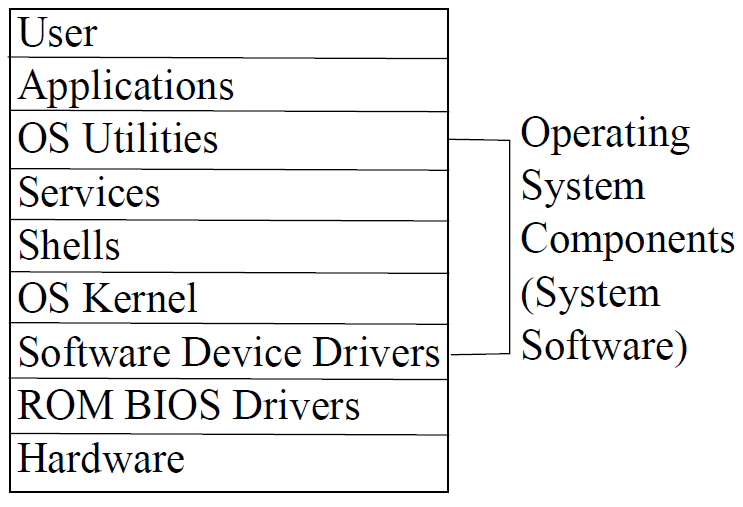 User
Applications
OS Utilities
Services
Shells
OS Kernel
Software Device Drivers
ROM BIOS Drivers
Hardware
Operating
System
Components
(System
Software)